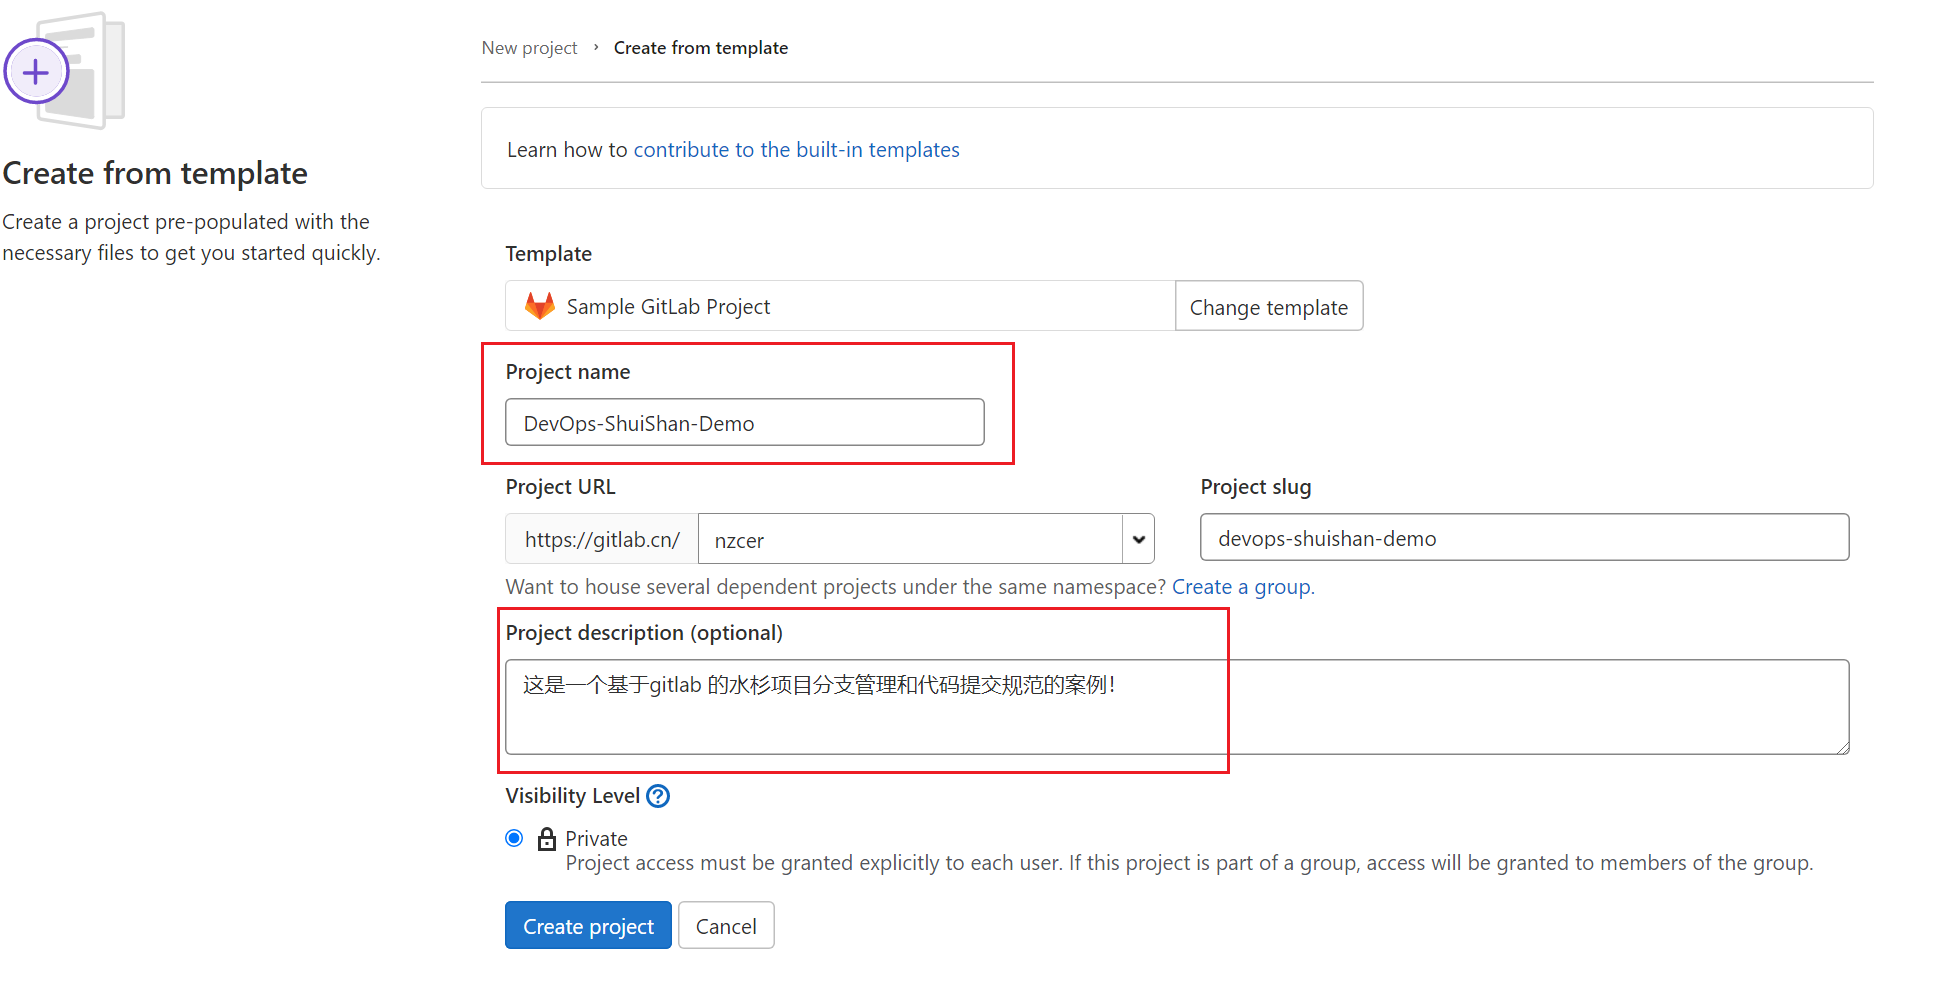 New project › Create from template
Create from template
Create a project pre-populated with the
necessary files to get you started quickly.
Learn how to contribute to the built-in templates
Template
Sample GitLab Project
Change template
Project name
DevOps-ShuiShan-Demo
Project URL
Project slug
https://gitlab.cn/
nzcer
devops-shuishan-demo
Want to house several dependent projects under the same namespace? Create a group.
Project description (optional)
这是一个基于gitlab 的水杉项目分支管理和代码提交规范的案例!
Visibility Level
Private
Project access must be granted explicitly to each user. If this project is part of a group, access will be granted to members of the group.
Create project
Cancel